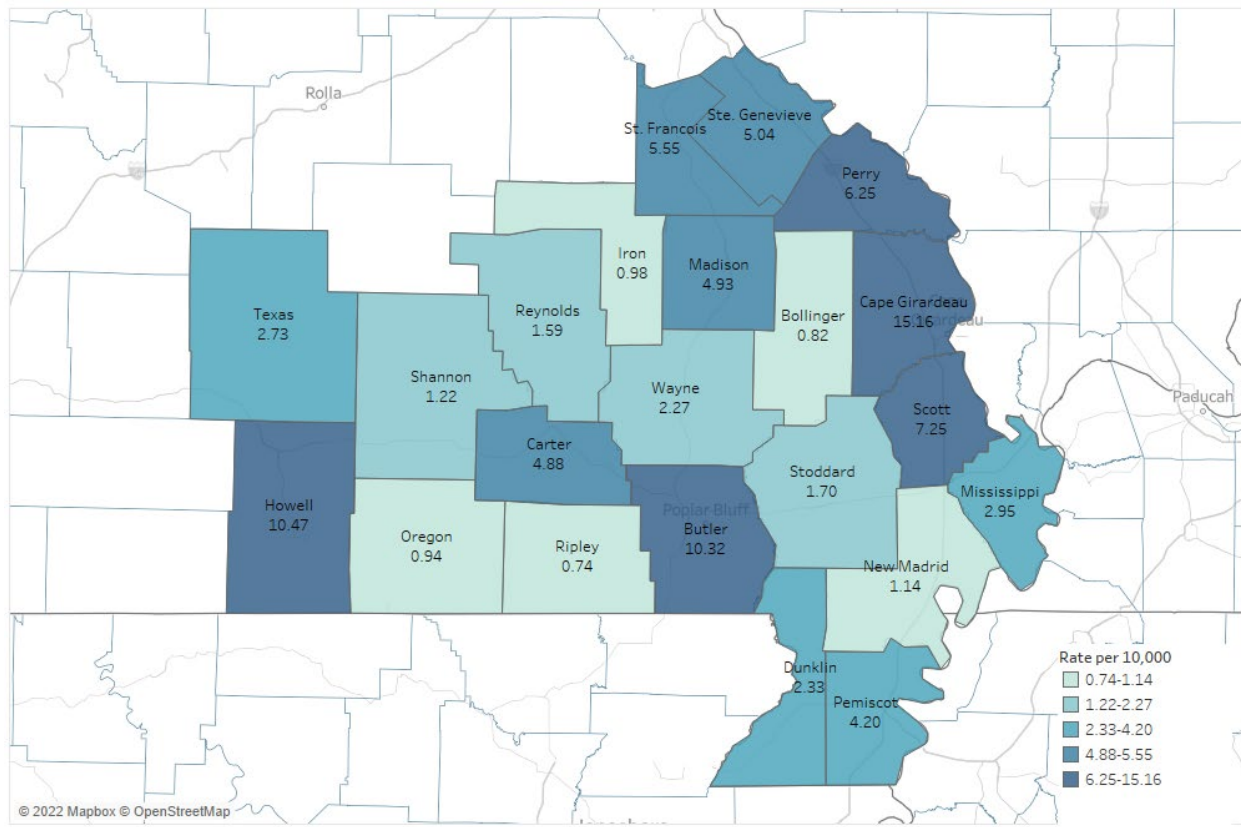 Rolla
Ste. Genevieve
5.04
St. Francois
5.55
Perry
6.25
Iron
0.98
Madison
4.93
Texas
2.73
Reynolds
1.59
Bollinger
0.82
Cape Girardeau
15.16
Shannon
1.22
Wayne
2.27
Paducah
Scott
7.25
Carter
4.88
Stoddard
1.70
Mississippi
2.95
Howell
10.47
Poplar Bluff
Butler
10.32
Oregon
0.94
Ripley
0.74
New Madrid
1.14
Dunklin
2.33
Pemiscot
4.20
Rate per 10,000
0.74-1.14
1.22-2.27
2.33-4.20
4.88-5.55
6.25-15.16
© 2022 Mapbox © OpenStreetMap